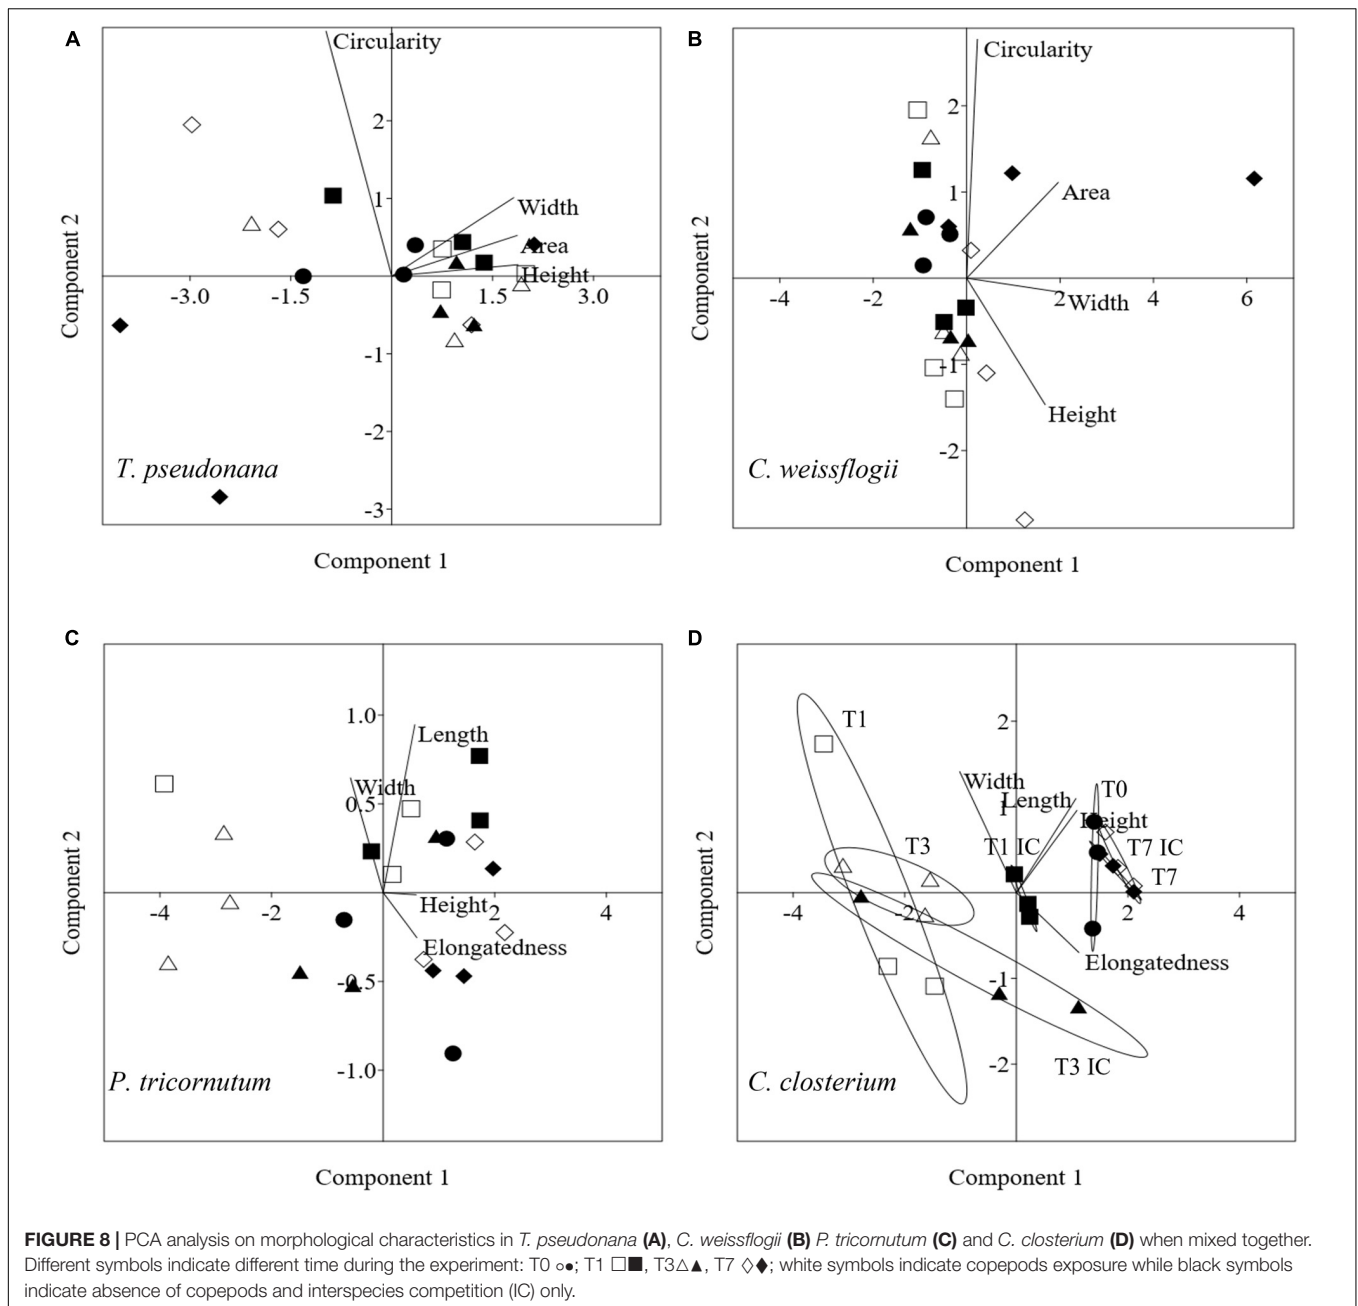 A
Circularity
2
1
Width
Area
Height
-3.0 -1.5 1.5 3.0
-1
-2
-3
Component 2
T. pseudonana
Component 1
B
Circularity
2
1
Area
-4 -2 2 4 6
Width
-1
Height
-2
Component 2
C. weissflogii
Component 1
C
1.0
Length
Width
0.5
-4 -2 2 4
Height
Elongatedness
-0.5
-1.0
Component 2
P. tricornutum
Component 1
D
T1
2
Width
T0
Length
1
Height
T3
T1 IC
T7 IC
T7
-4 -2 2 4
Elongatedness
-1
-2
T3 IC
Component 2
C. closterium
Component 1
FIGURE 8 | PCA analysis on morphological characteristics in T. pseudonana (A), C. weissflogii (B) P. tricornutum (C) and C. closterium (D) when mixed together.
Different symbols indicate different time during the experiment: T0 ○●; T1 □■, T3△▲, T7 ◇◆; white symbols indicate copepods exposure while black symbols
indicate absence of copepods and interspecies competition (IC) only.